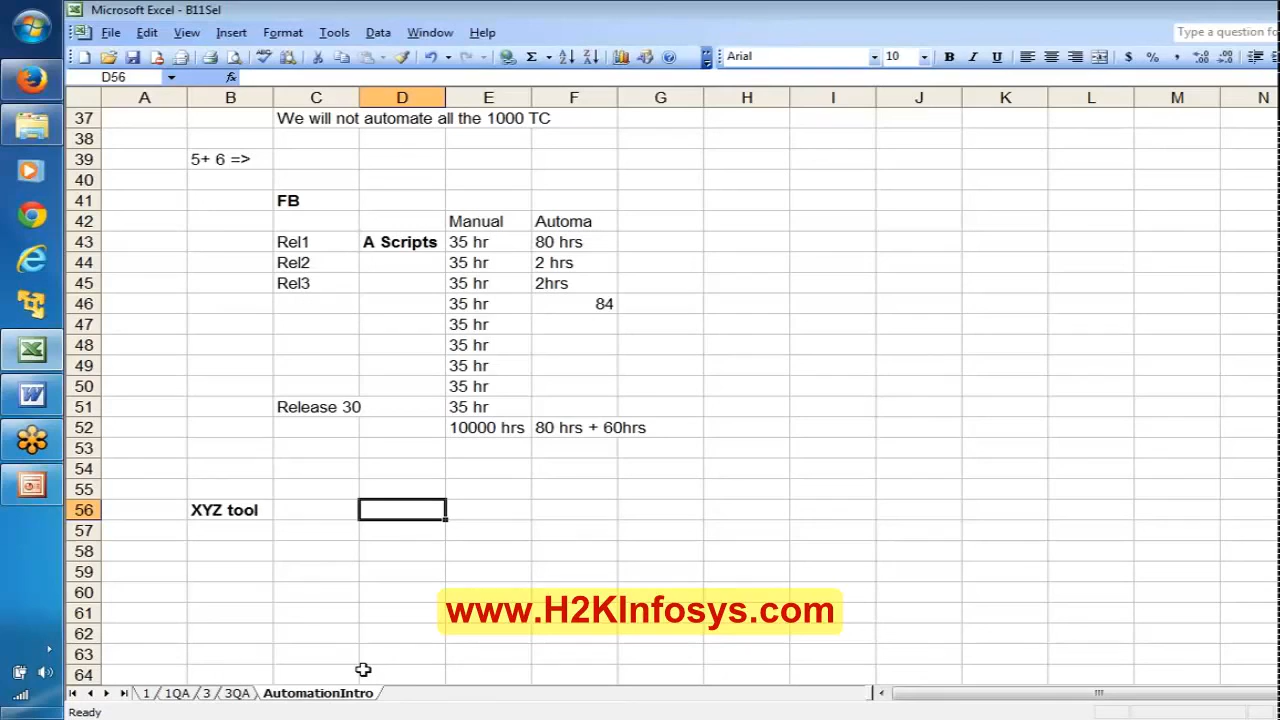 Microsoft Excel - B11Sel
File Edit View Insert Format Tools Data Window Help
Type a question fo
Arial 10 B I U $ %
D56 fx
A B C D E F G H I J K L M N
37 We will not automate all the 1000 TC
38
39 5+ 6 =>
40
41 FB
42 Manual Automa
43 Rel1 A Scripts 35 hr 80 hrs
44 Rel2 35 hr 2 hrs
45 Rel3 35 hr 2hrs
46 35 hr 84
47 35 hr
48 35 hr
49 35 hr
50 35 hr
51 Release 30 35 hr
52 10000 hrs 80 hrs + 60hrs
53
54
55
56 XYZ tool
57
58
59
60
www.H2KInfosys.com
61
62
63
64
1 1QA 3 3QA AutomationIntro
Ready